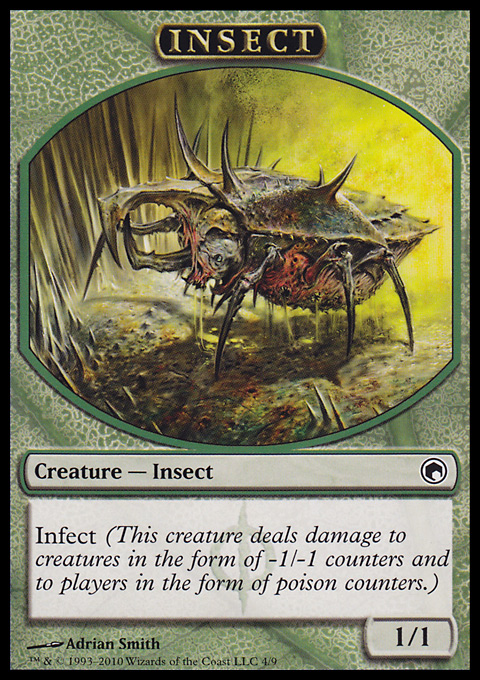 INSECT
Creature — Insect
Infect (This creature deals damage to
creatures in the form of -1/-1 counters and
to players in the form of poison counters.)
1/1
Adrian Smith
™ & © 1993–2010 Wizards of the Coast LLC 4/9